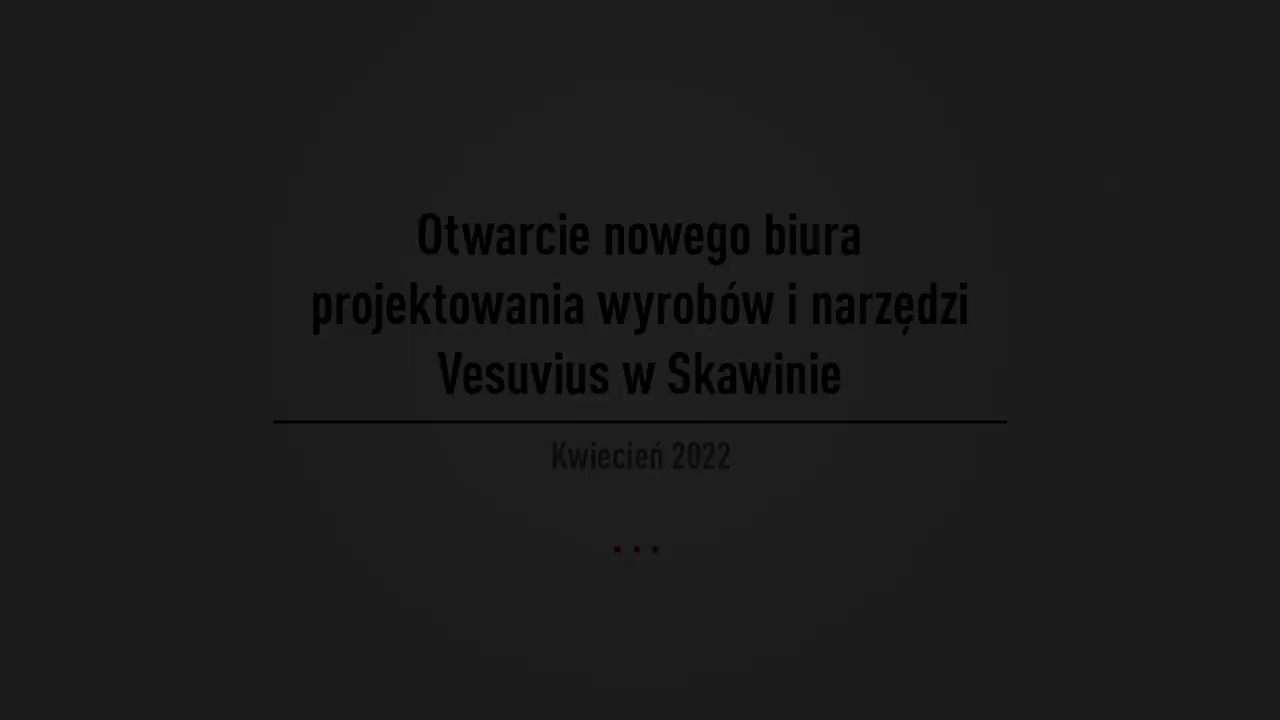 Otwarcie nowego biura
projektowania wyrobów i narzędzi
Vesuvius w Skawinie
Kwiecień 2022
...